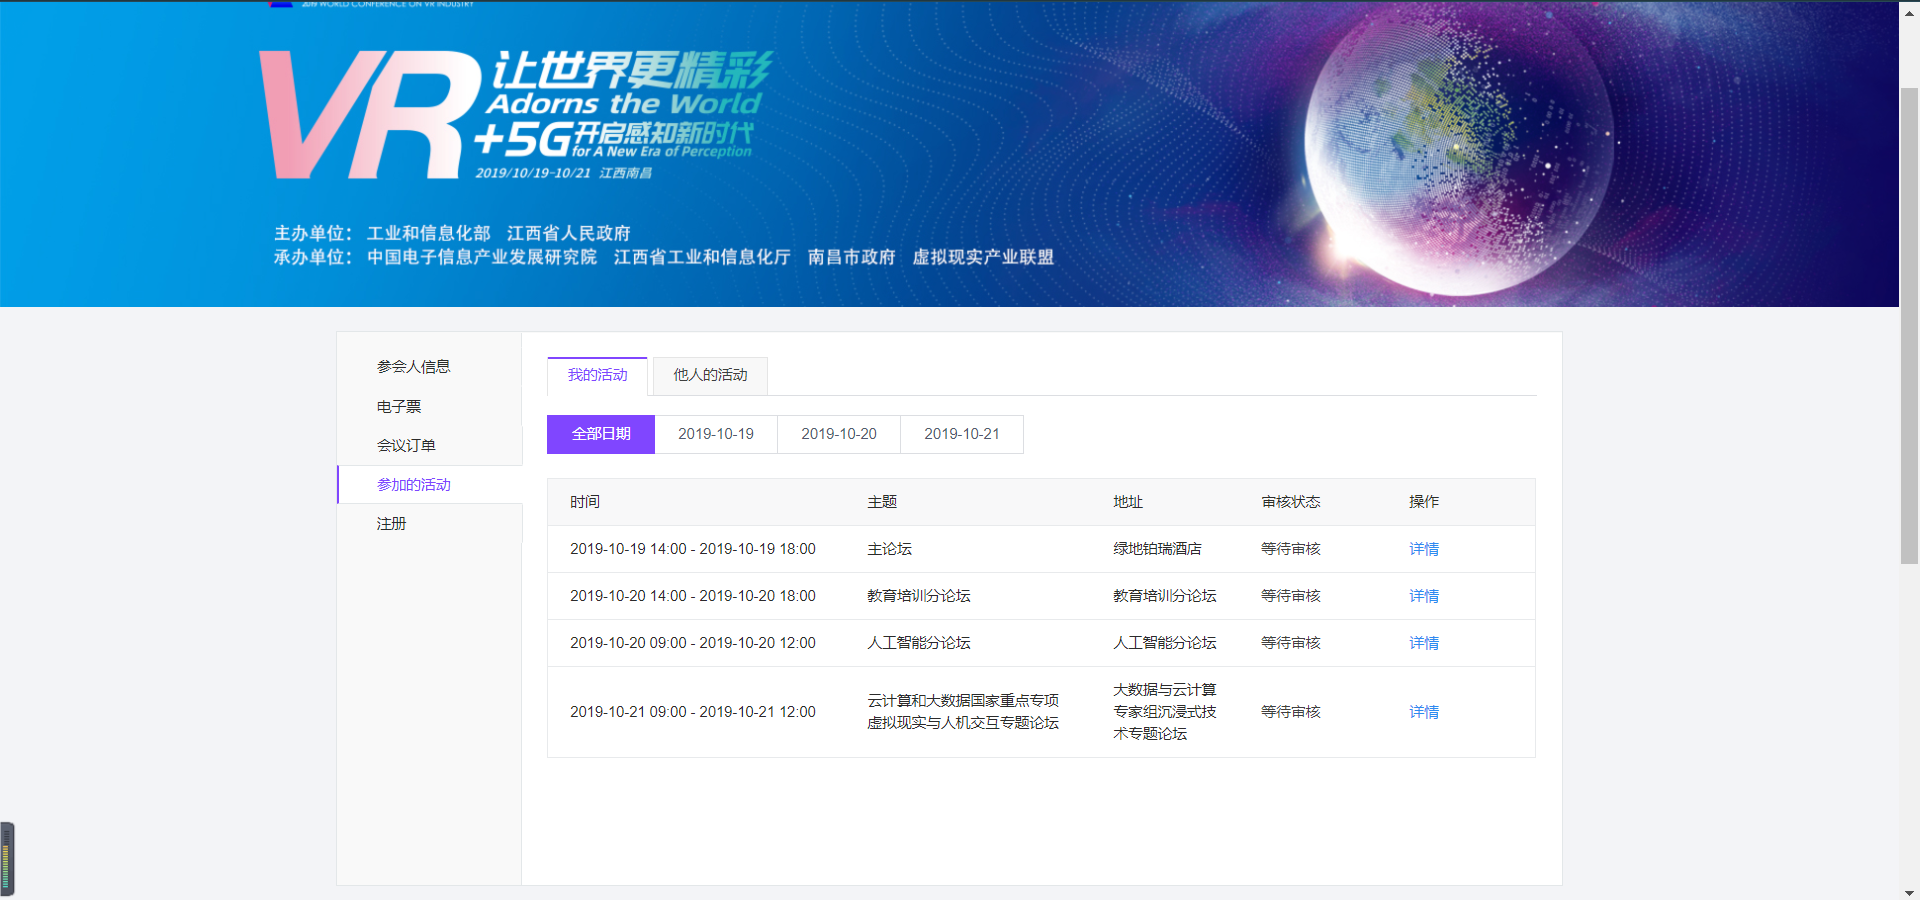 2019 WORLD CONFERENCE ON VR INDUSTRY
VR 让世界更精彩
Adorns the World
+5G开启感知新时代
for A New Era of Perception
2019/10/19-10/21 江西南昌
主办单位： 工业和信息化部 江西省人民政府
承办单位： 中国电子信息产业发展研究院 江西省工业和信息化厅 南昌市政府 虚拟现实产业联盟
参会人信息
电子票
会议订单
参加的活动
注册
我的活动 他人的活动
全部日期 2019-10-19 2019-10-20 2019-10-21
时间 主题 地址 审核状态 操作
2019-10-19 14:00 - 2019-10-19 18:00 主论坛 绿地铂瑞酒店 等待审核 详情
2019-10-20 14:00 - 2019-10-20 18:00 教育培训分论坛 教育培训分论坛 等待审核 详情
2019-10-20 09:00 - 2019-10-20 12:00 人工智能分论坛 人工智能分论坛 等待审核 详情
2019-10-21 09:00 - 2019-10-21 12:00
云计算和大数据国家重点专项
虚拟现实与人机交互专题论坛
大数据与云计算
专家组沉浸式技
术专题论坛
等待审核 详情